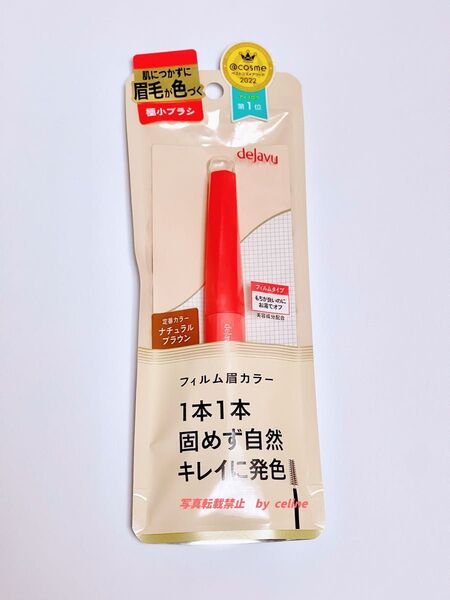 肌につかずに
眉毛が色づく
極小ブラシ
@cosme
ベストコスメアワード
2022
第1位
dejavu
フィルムタイプ
もちが良いのに
お湯でオフ
美容成分配合
定番カラー
ナチュラル
ブラウン
dejavu
フィルム眉カラー
1本1本
固めず自然
キレイに発色
写真転載禁止 by celine